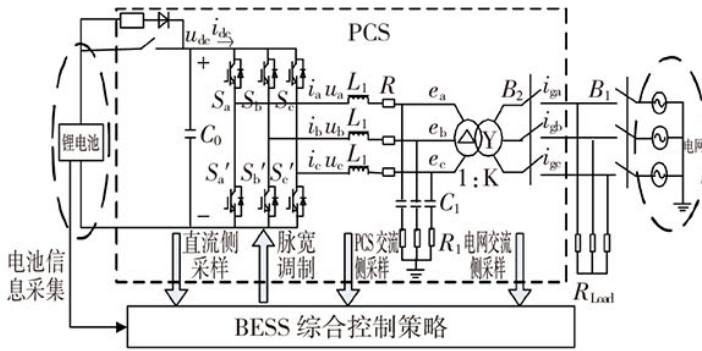 PCS
u_dc i_dc
+
S_a S_b S_c
i_a u_a L_1 R
e_a
B_2 i_ga B_1
锂电池
C_0
i_b u_b L_1
e_b
△ Y
i_gb
电网
S_a′ S_b′ S_c′
i_c u_c L_1
e_c
1:K
i_gc
−
C_1
R_1
R_Load
电池信
息采集
直流侧
采样
脉宽
调制
PCS交流
侧采样
电网交流
侧采样
BESS 综合控制策略